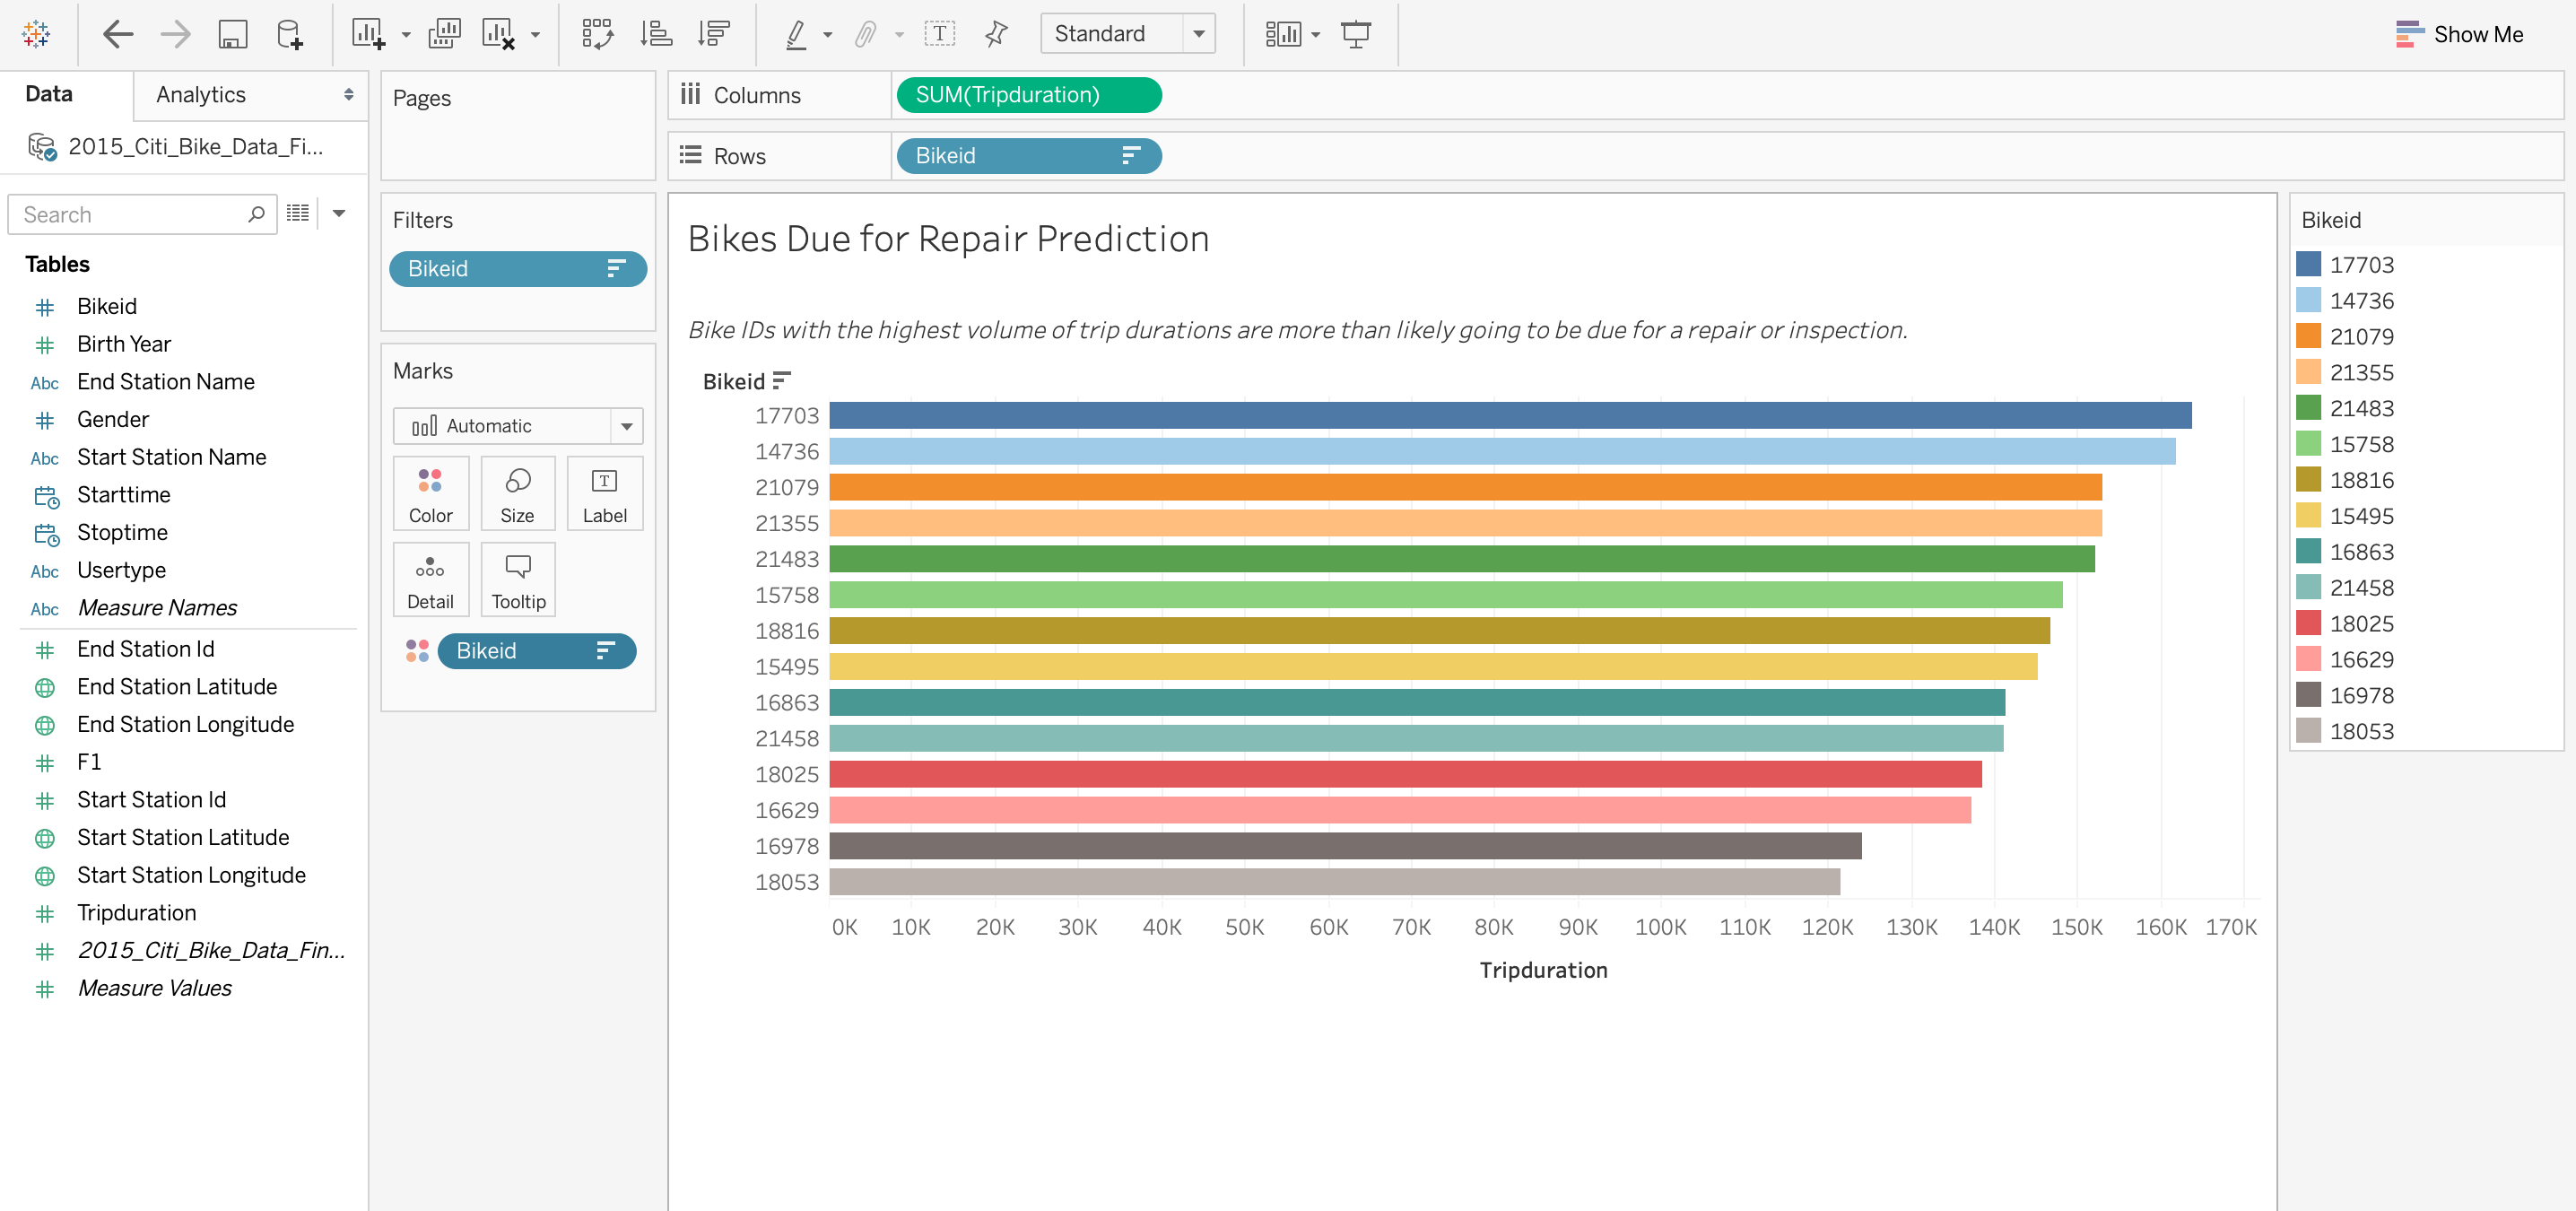 Standard
Show Me
Data
Analytics
2015_Citi_Bike_Data_Fi...
Search
Tables
Bikeid
Birth Year
Abc End Station Name
Gender
Abc Start Station Name
Starttime
Stoptime
Abc Usertype
Abc Measure Names
End Station Id
End Station Latitude
End Station Longitude
F1
Start Station Id
Start Station Latitude
Start Station Longitude
Tripduration
2015_Citi_Bike_Data_Fin...
Measure Values
Pages
Filters
Bikeid
Marks
Automatic
Color
Size
T
Label
Detail
Tooltip
Bikeid
Columns
SUM(Tripduration)
Rows
Bikeid
Bikes Due for Repair Prediction
Bike IDs with the highest volume of trip durations are more than likely going to be due for a repair or inspection.
Bikeid
17703
14736
21079
21355
21483
15758
18816
15495
16863
21458
18025
16629
16978
18053
0K 10K 20K 30K 40K 50K 60K 70K 80K 90K 100K 110K 120K 130K 140K 150K 160K 170K
Tripduration
Bikeid
17703
14736
21079
21355
21483
15758
18816
15495
16863
21458
18025
16629
16978
18053